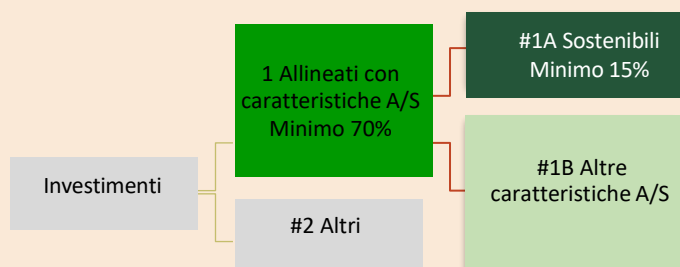 Investimenti
1 Allineati con
caratteristiche A/S
Minimo 70%
#2 Altri
#1A Sostenibili
Minimo 15%
#1B Altre
caratteristiche A/S